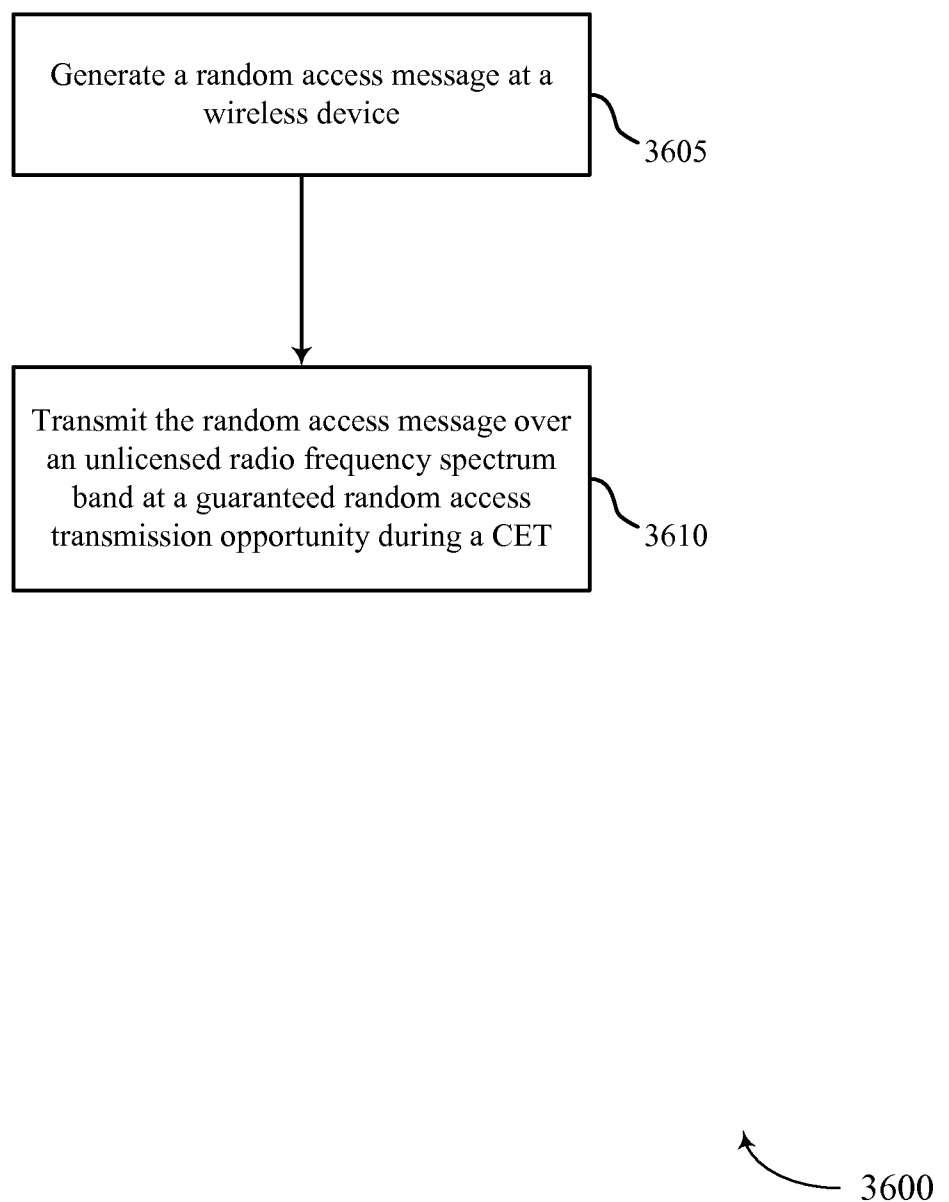 Generate a random access message at a
wireless device
3605
Transmit the random access message over
an unlicensed radio frequency spectrum
band at a guaranteed random access
transmission opportunity during a CET
3610
3600